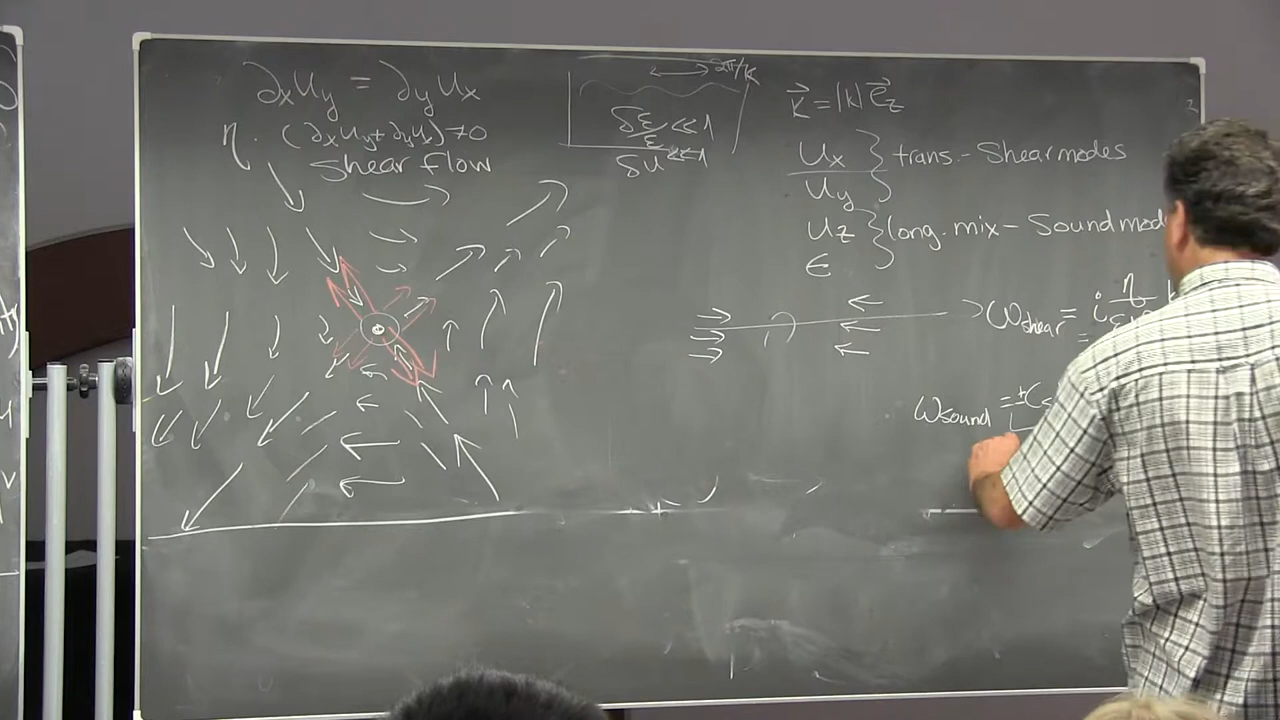 ∂xUy = ∂yUx
η · (∂xUy+∂yUx)≠0
shear flow
2π/K
δε/ε <<1
δu <<1
K⃗ = |K| e⃗z
Ux } trans. - Shear modes
Uy
Uz } long. mix - Sound mod
ϵ
ωshear = i η
=
ωsound = ±Cs